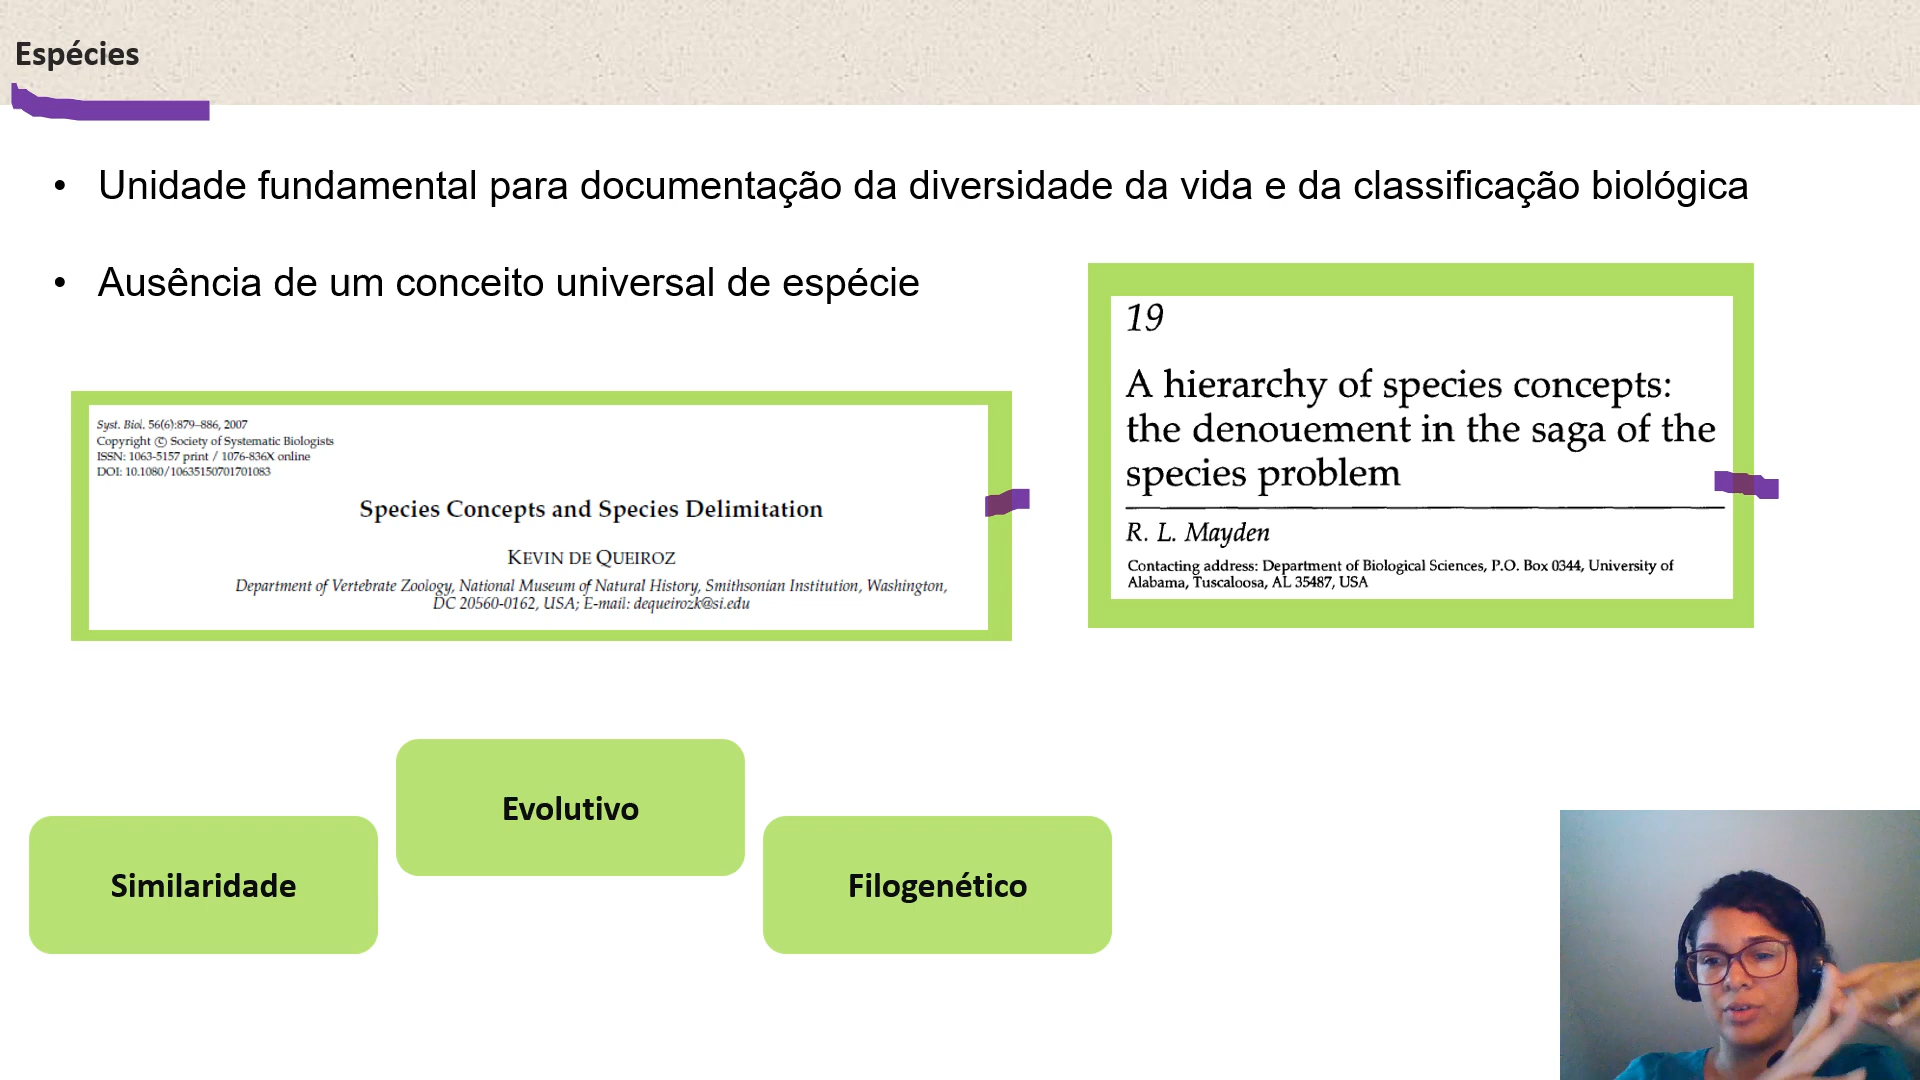 Espécies
• Unidade fundamental para documentação da diversidade da vida e da classificação biológica
• Ausência de um conceito universal de espécie
Syst. Biol. 56(6):879–886, 2007
Copyright © Society of Systematic Biologists
ISSN: 1063-5157 print / 1076-836X online
DOI: 10.1080/10635150701701083
Species Concepts and Species Delimitation
KEVIN DE QUEIROZ
Department of Vertebrate Zoology, National Museum of Natural History, Smithsonian Institution, Washington,
DC 20560-0162, USA; E-mail: dequeirozk@si.edu
19
A hierarchy of species concepts:
the denouement in the saga of the
species problem
R. L. Mayden
Contacting address: Department of Biological Sciences, P.O. Box 0344, University of
Alabama, Tuscaloosa, AL 35487, USA
Similaridade
Evolutivo
Filogenético